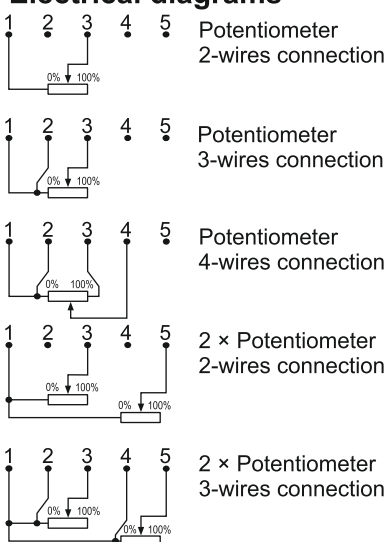 Electrical diagrams
1 2 3 4 5
Potentiometer
2-wires connection
0% 100%
1 2 3 4 5
Potentiometer
3-wires connection
0% 100%
1 2 3 4 5
Potentiometer
4-wires connection
0% 100%
1 2 3 4 5
2 × Potentiometer
2-wires connection
0% 100%
0% 100%
1 2 3 4 5
2 × Potentiometer
3-wires connection
0% 100%
0% 100%